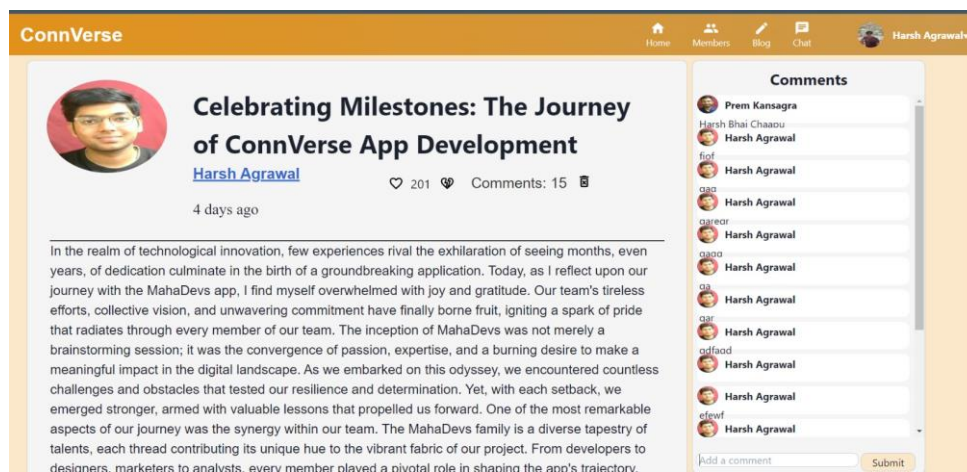 ConnVerse
Home
Members
Blog
Chat
Harsh Agrawal
Celebrating Milestones: The Journey
of ConnVerse App Development
Harsh Agrawal
201
Comments: 15
4 days ago
In the realm of technological innovation, few experiences rival the exhilaration of seeing months, even
years, of dedication culminate in the birth of a groundbreaking application. Today, as I reflect upon our
journey with the MahaDevs app, I find myself overwhelmed with joy and gratitude. Our team's tireless
efforts, collective vision, and unwavering commitment have finally borne fruit, igniting a spark of pride
that radiates through every member of our team. The inception of MahaDevs was not merely a
brainstorming session; it was the convergence of passion, expertise, and a burning desire to make a
meaningful impact in the digital landscape. As we embarked on this odyssey, we encountered countless
challenges and obstacles that tested our resilience and determination. Yet, with each setback, we
emerged stronger, armed with valuable lessons that propelled us forward. One of the most remarkable
aspects of our journey was the synergy within our team. The MahaDevs family is a diverse tapestry of
talents, each thread contributing its unique hue to the vibrant fabric of our project. From developers to
designers, marketers to analysts, every member played a pivotal role in shaping the app's trajectory.
Comments
Prem Kansagra
Harsh Bhai
Harsh Agrawal
Harsh Agrawal
Harsh Agrawal
Harsh Agrawal
Harsh Agrawal
Harsh Agrawal
Harsh Agrawal
Harsh Agrawal
Harsh Agrawal
efewf
Harsh Agrawal
Add a comment
Submit